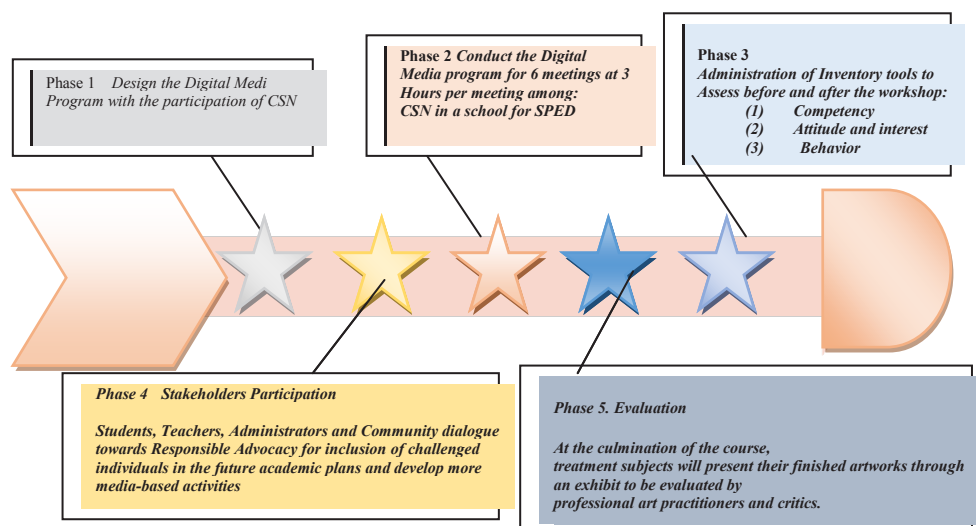 Phase 1 Design the Digital Medi
Program with the participation of CSN
Phase 2 Conduct the Digital
Media program for 6 meetings at 3
Hours per meeting among:
CSN in a school for SPED
Phase 3
Administration of Inventory tools to
Assess before and after the workshop:
(1) Competency
(2) Attitude and interest
(3) Behavior
Phase 4 Stakeholders Participation
Students, Teachers, Administrators and Community dialogue
towards Responsible Advocacy for inclusion of challenged
individuals in the future academic plans and develop more
media-based activities
Phase 5. Evaluation
At the culmination of the course,
treatment subjects will present their finished artworks through
an exhibit to be evaluated by
professional art practitioners and critics.